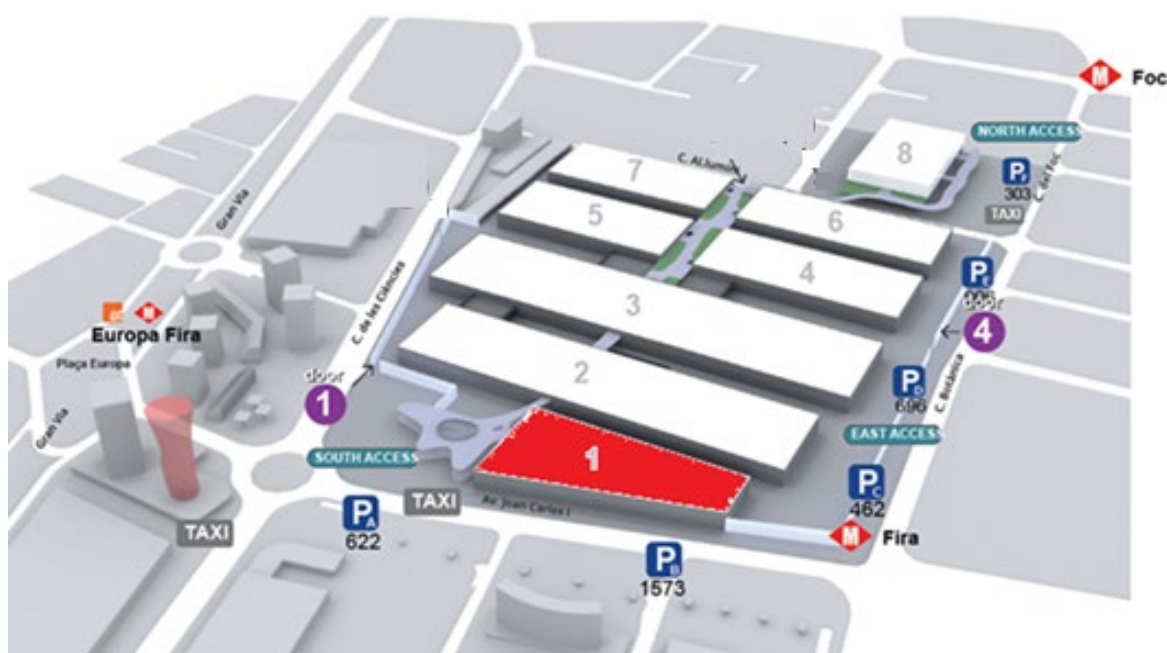 M Foc
NORTH ACCESS
8
P F
303
C. del Foc
TAXI
7
5
6
4
3
2
1
Gran Via
C. de les Ciències
M
Europa Fira
Plaça Europa
Gran Via
door
1
SOUTH ACCESS
TAXI
TAXI
Av. Joan Carles I
P A
622
P B
1573
P E
door
4
C. Botànica
P D
696
EAST ACCESS
P C
462
M Fira